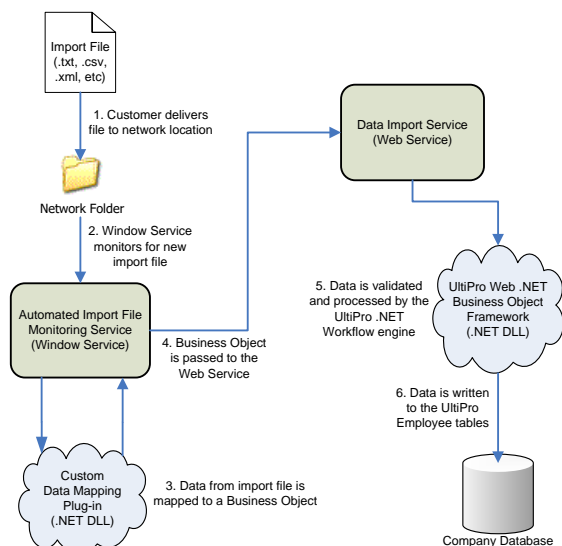 Import File
(.txt, .csv,
.xml, etc)
1. Customer delivers
file to network location
Network Folder
2. Window Service
monitors for new
import file
Automated Import File
Monitoring Service
(Window Service)
3. Data from import file is
mapped to a Business Object
Custom
Data Mapping
Plug-in
(.NET DLL)
4. Business Object
is passed to the
Web Service
Data Import Service
(Web Service)
5. Data is validated
and processed by the
UltiPro .NET
Workflow engine
UltiPro Web .NET
Business Object
Framework
(.NET DLL)
6. Data is written
to the UltiPro
Employee tables
Company Database